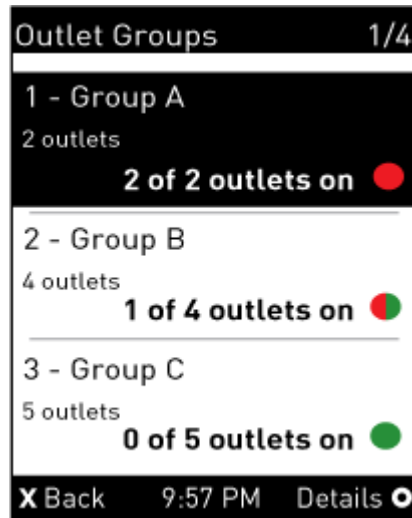 Outlet Groups 1/4
1 - Group A
2 outlets
2 of 2 outlets on
2 - Group B
4 outlets
1 of 4 outlets on
3 - Group C
5 outlets
0 of 5 outlets on
X Back 9:57 PM Details